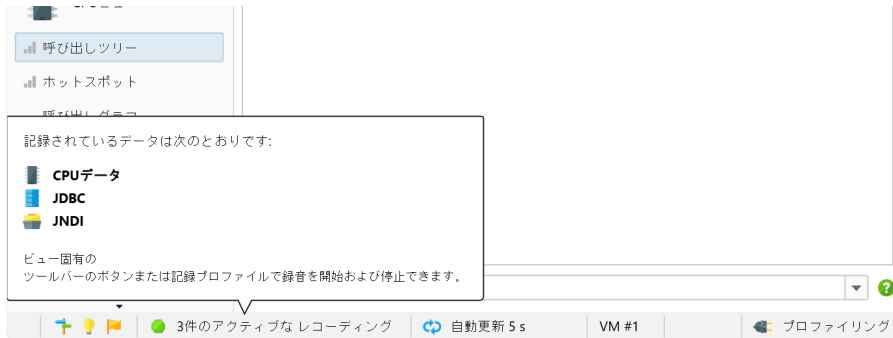 呼び出しツリー
ホットスポット
記録されているデータは次のとおりです:
CPUデータ
JDBC
JNDI
ビュー固有の
ツールバーのボタンまたは記録プロファイルで録音を開始および停止できます。
3件のアクティブな レコーディング
自動更新 5 s
VM #1
プロファイリング